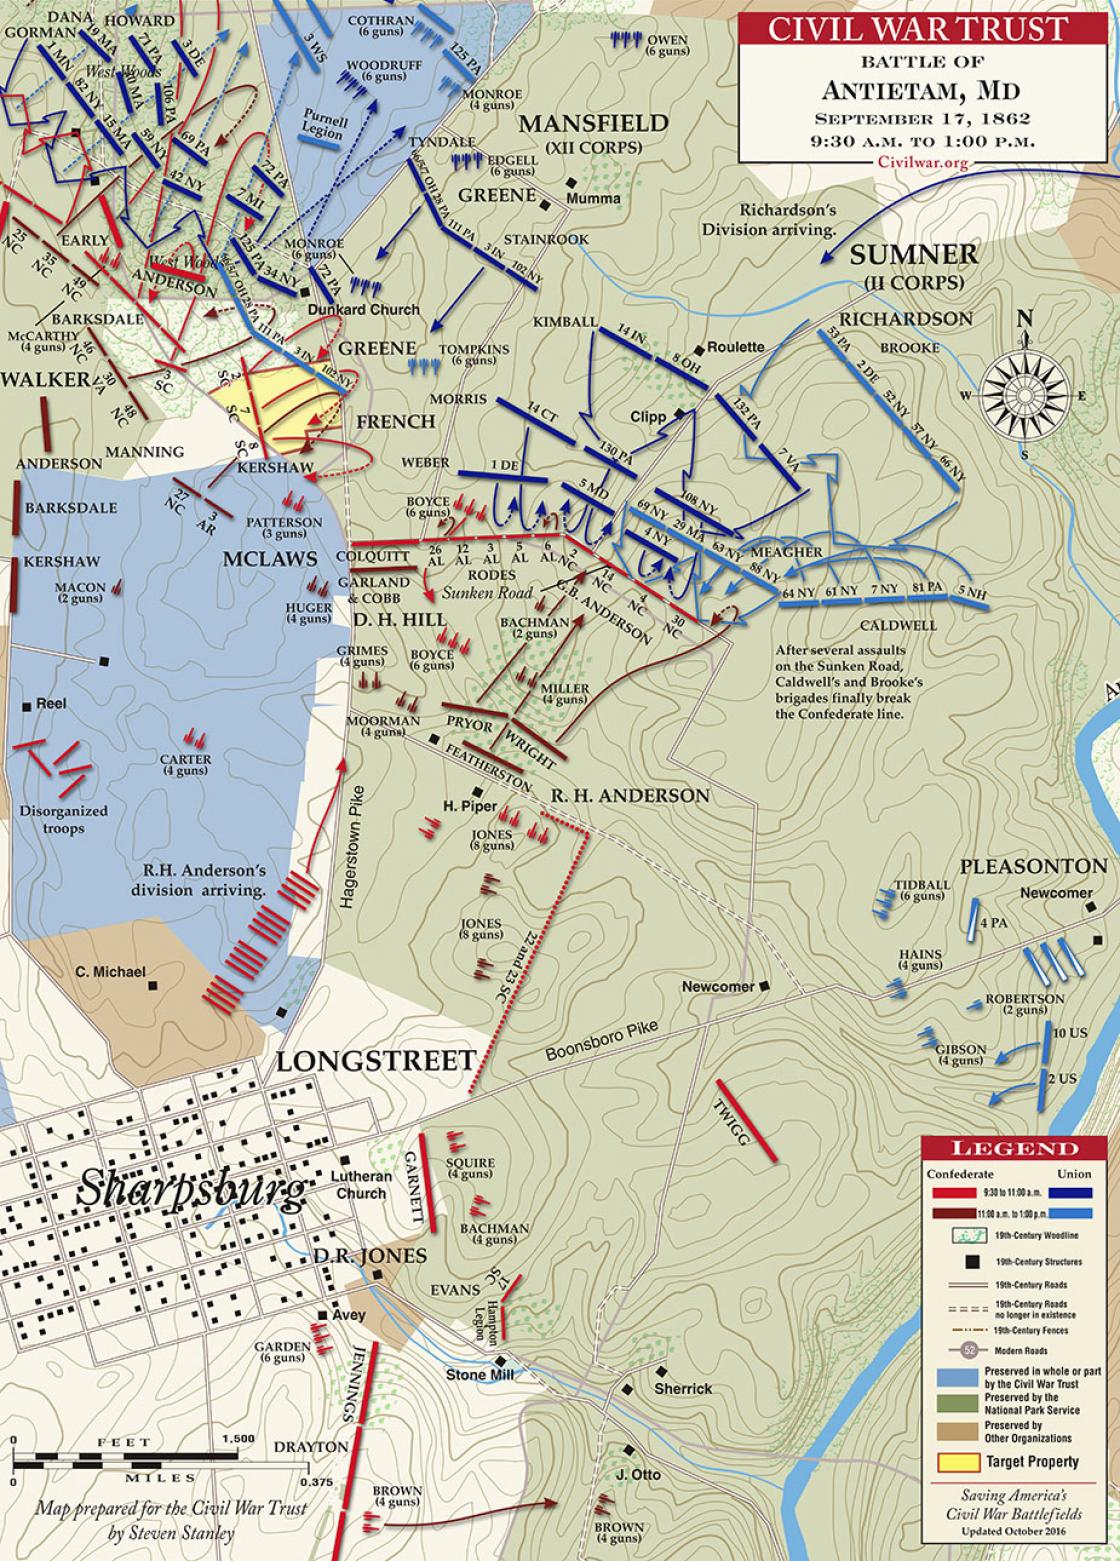 CIVIL WAR TRUST
BATTLE OF
ANTIETAM, MD
SEPTEMBER 17, 1862
9:30 A.M. TO 1:00 P.M.
Civilwar.org
DANA
HOWARD
GORMAN
1 MN
19 MA
71 PA
3 DE
West Woods
82 NY
106 PA
15 MA
59 NY
69 PA
42 NY
72 PA
7 MI
3 WS
COTHRAN
(6 guns)
125 PA
WOODRUFF
(6 guns)
MONROE
(4 guns)
Purnell
Legion
OWEN
(6 guns)
MANSFIELD
(XII CORPS)
TYNDALE
EDGELL
(6 guns)
GREENE
Mumma
66/5/7 OH
28 PA
111 PA
3 IN
102 NY
STAINROOK
Richardson's
Division arriving.
SUMNER
(II CORPS)
RICHARDSON
BROOKE
53 PA
2 DE
52 NY
57 NY
66 NY
N
W
E
S
25
NC
35
NC
49
NC
EARLY
West Woods
ANDERSON
125 PA
34 NY
MONROE
(6 guns)
72 PA
Dunkard Church
66/5/7 OH
28 PA
111 PA
3 IN
102 NY
BARKSDALE
McCARTHY
(4 guns)
46
NC
30
VA
48
NC
WALKER
3
SC
2
SC
7
SC
8
SC
GREENE
TOMPKINS
(6 guns)
KIMBALL
14 IN
8 OH
Roulette
132 PA
7 VA
Clipp
MORRIS
14 CT
130 PA
108 NY
FRENCH
WEBER
1 DE
5 MD
MANNING
ANDERSON
KERSHAW
BARKSDALE
27
NC
3
AR
PATTERSON
(3 guns)
BOYCE
(6 guns)
69 NY
29 MA
63 NY
88 NY
4 NY
MEAGHER
64 NY
61 NY
7 NY
81 PA
5 NH
CALDWELL
MCLAWS
KERSHAW
MACON
(2 guns)
HUGER
(4 guns)
COLQUITT
26
AL
12
AL
3
AL
5
AL
6
AL
RODES
2
NC
14
NC
4
NC
30
NC
G.B. ANDERSON
GARLAND
& COBB
Sunken Road
D. H. HILL
BACHMAN
(2 guns)
After several assaults
on the Sunken Road,
Caldwell's and Brooke's
brigades finally break
the Confederate line.
GRIMES
(4 guns)
BOYCE
(6 guns)
MILLER
(4 guns)
MOORMAN
(4 guns)
PRYOR
WRIGHT
FEATHERSTON
Reel
CARTER
(4 guns)
Disorganized
troops
H. Piper
R. H. ANDERSON
JONES
(8 guns)
Hagerstown Pike
R.H. Anderson's
division arriving.
JONES
(8 guns)
22 and 23 SC
PLEASONTON
Newcomer
TIDBALL
(6 guns)
4 PA
HAINS
(4 guns)
ROBERTSON
(2 guns)
GIBSON
(4 guns)
10 US
2 US
C. Michael
Newcomer
LONGSTREET
Boonsboro Pike
TWIGG
Sharpsburg
Lutheran
Church
GARNETT
SQUIRE
(4 guns)
BACHMAN
(4 guns)
D.R. JONES
EVANS
17 SC
Hampton
Legion
Avey
GARDEN
(6 guns)
JENNINGS
Stone Mill
Sherrick
DRAYTON
J. Otto
BROWN
(4 guns)
BROWN
(4 guns)
0
FEET
1,500
0
MILES
0.375
Map prepared for the Civil War Trust
by Steven Stanley
LEGEND
Confederate
Union
9:30 to 11:00 a.m.
11:00 a.m. to 1:00 p.m.
19th-Century Woodline
19th-Century Structures
19th-Century Roads
19th-Century Roads
no longer in existence
19th-Century Fences
52
Modern Roads
Preserved in whole or part
by the Civil War Trust
Preserved by the
National Park Service
Preserved by
Other Organizations
Target Property
Saving America's
Civil War Battlefields
Updated October 2016